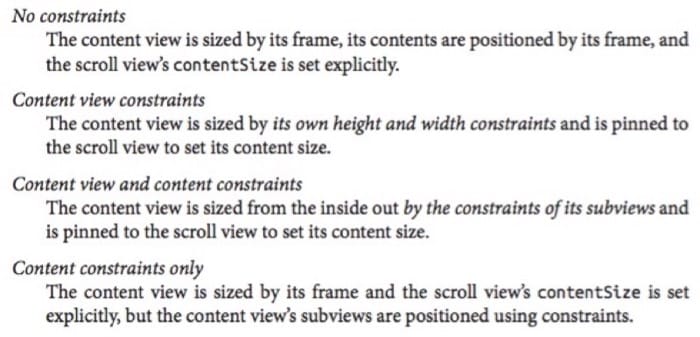 No constraints
The content view is sized by its frame, its contents are positioned by its frame, and
the scroll view's contentSize is set explicitly.
Content view constraints
The content view is sized by its own height and width constraints and is pinned to
the scroll view to set its content size.
Content view and content constraints
The content view is sized from the inside out by the constraints of its subviews and
is pinned to the scroll view to set its content size.
Content constraints only
The content view is sized by its frame and the scroll view's contentSize is set
explicitly, but the content view's subviews are positioned using constraints.